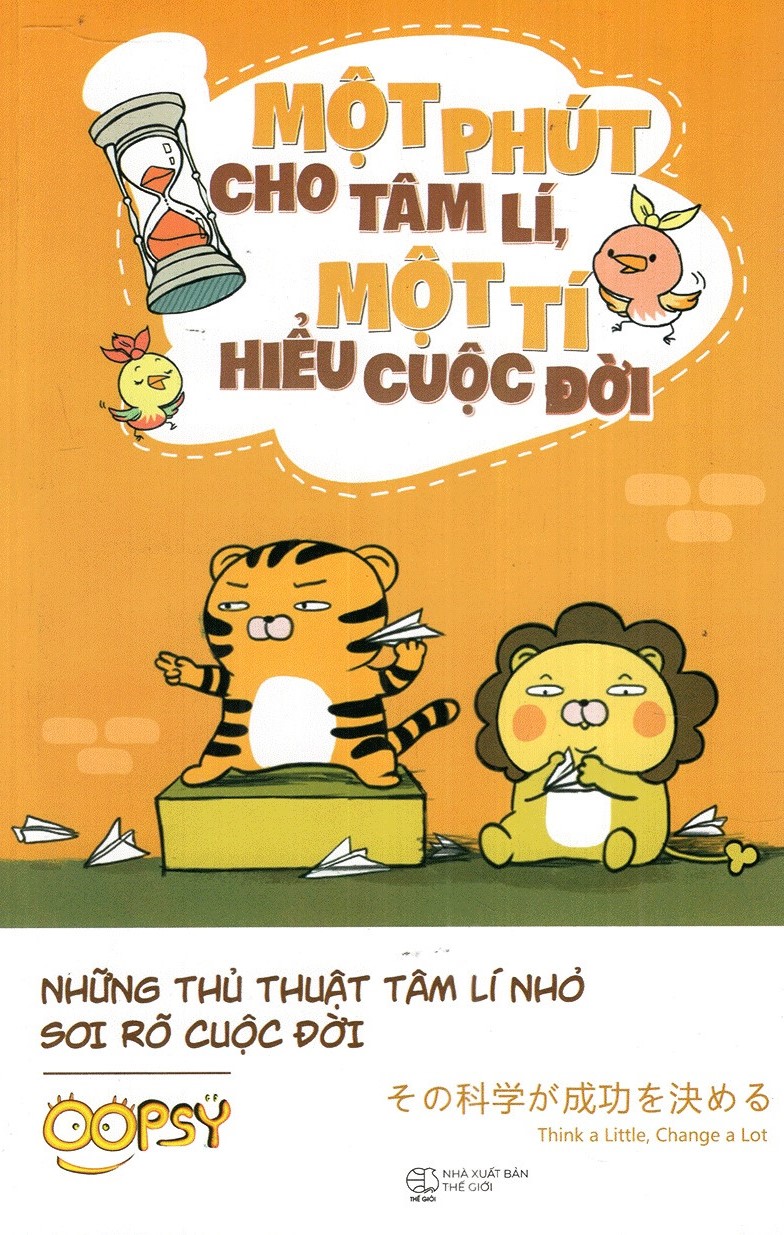 MỘT PHÚT
CHO TÂM LÍ,
MỘT TÍ
HIỂU CUỘC ĐỜI
NHỮNG THỦ THUẬT TÂM LÍ NHỎ
SOI RÕ CUỘC ĐỜI
OOPSY
その科学が成功を決める
Think a Little, Change a Lot
NHÀ XUẤT BẢN
THẾ GIỚI
THẾ GIỚI